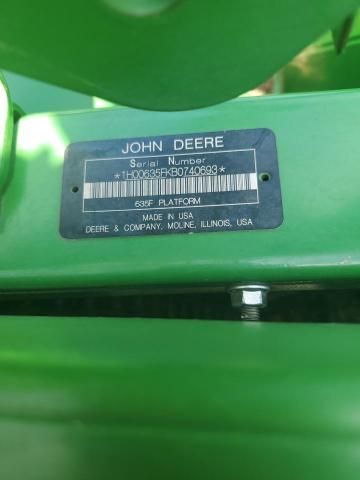 JOHN DEERE
Serial Number
*1H00635FKB0740693*
635F PLATFORM
MADE IN USA
DEERE & COMPANY, MOLINE, ILLINOIS, USA